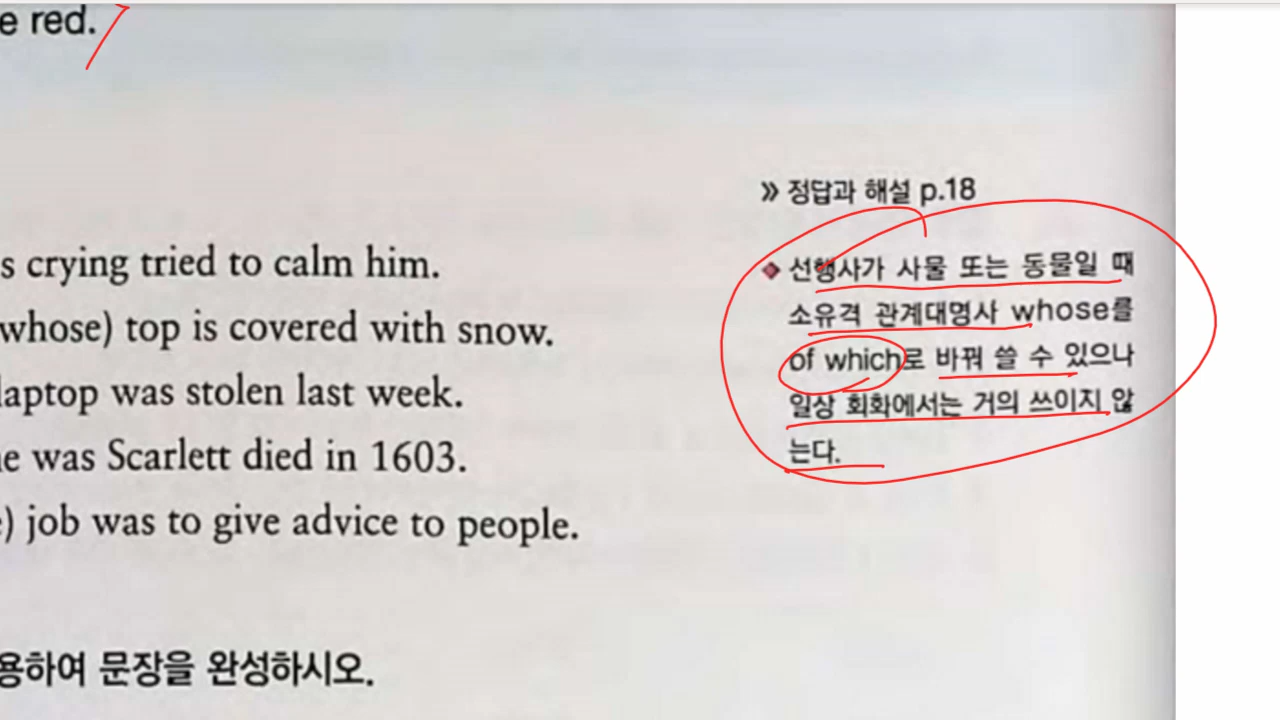 e red.
» 정답과 해설 p.18
s crying tried to calm him.
whose) top is covered with snow.
laptop was stolen last week.
e was Scarlett died in 1603.
) job was to give advice to people.
◆ 선행사가 사물 또는 동물일 때
소유격 관계대명사 whose를
of which로 바꿔 쓸 수 있으나
일상 회화에서는 거의 쓰이지 않
는다.
용하여 문장을 완성하시오.